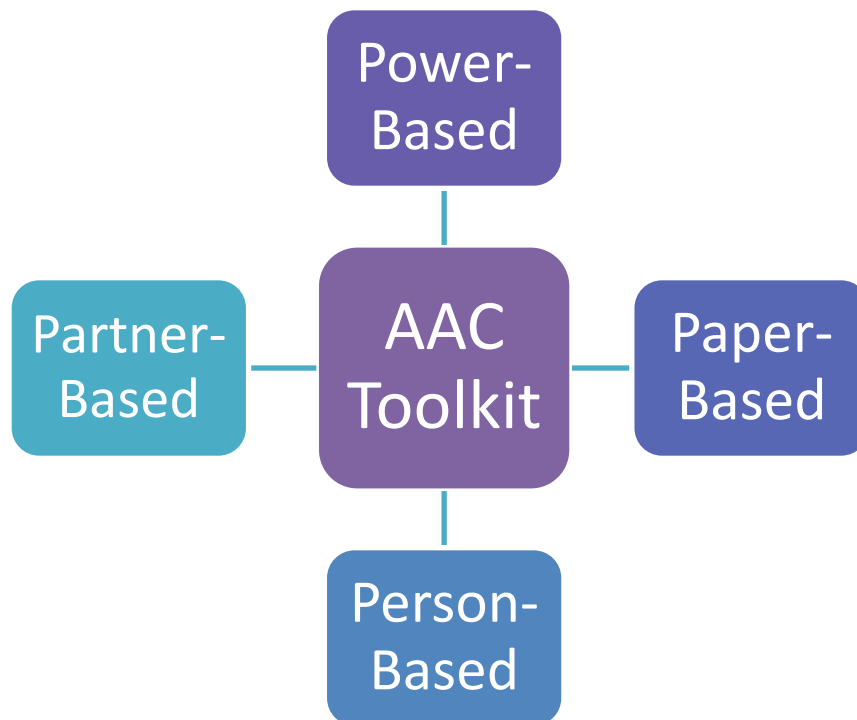 Power-
Based
Partner-
Based
AAC
Toolkit
Paper-
Based
Person-
Based